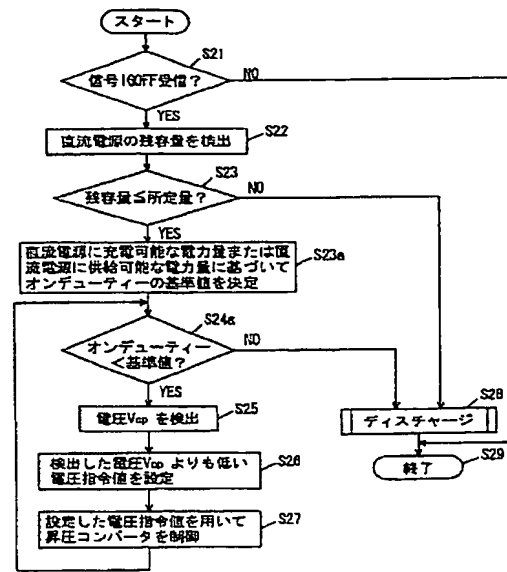 スタート
S21
信号IGOFF受信?
NO
YES
直流電源の残容量を検出
S22
S23
残容量≦所定量?
NO
YES
直流電源に充電可能な電力量または直
流電源に供給可能な電力量に基づいて
オンデューティーの基準値を決定
S23a
S24a
オンデューティー
<基準値?
NO
YES
電圧Vcpを検出
S25
S28
ディスチャージ
検出した電圧Vcpよりも低い
電圧指令値を設定
S26
終了
S29
設定した電圧指令値を用いて
昇圧コンバータを制御
S27